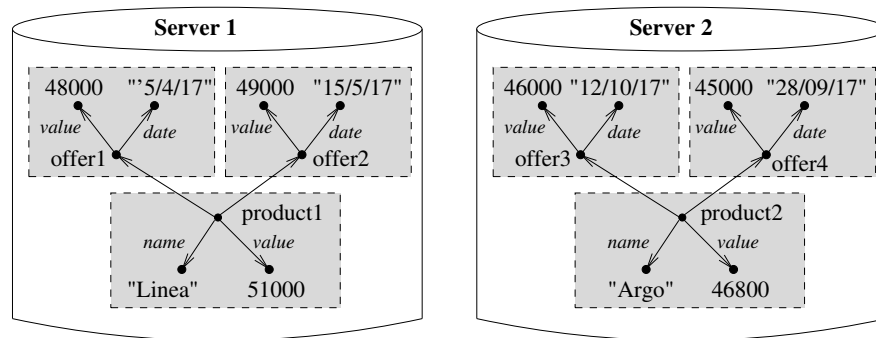 Server 1
Server 2
48000 "'5/4/17" 49000 "15/5/17"
46000 "12/10/17" 45000 "28/09/17"
value date value date
value date value date
offer1 offer2
offer3 offer4
product1
product2
name value
name value
"Linea" 51000
"Argo" 46800